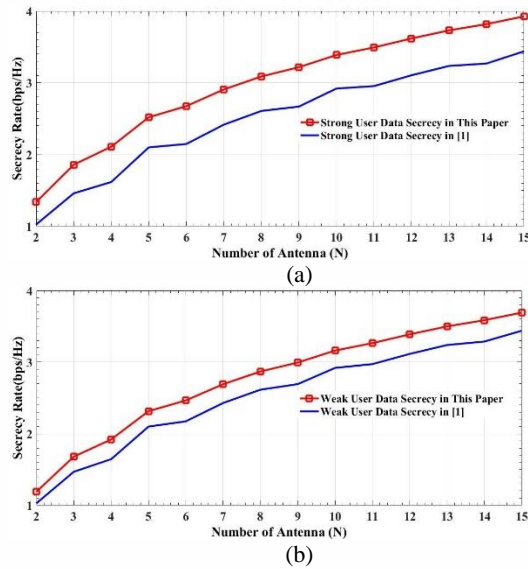 4
3
2
1
Secrecy Rate(bps/Hz)
Strong User Data Secrecy in This Paper
Strong User Data Secrecy in [1]
2 3 4 5 6 7 8 9 10 11 12 13 14 15
Number of Antenna (N)
(a)
4
3
2
1
Secrecy Rate(bps/Hz)
Weak User Data Secrecy in This Paper
Weak User Data Secrecy in [1]
2 3 4 5 6 7 8 9 10 11 12 13 14 15
Number of Antenna (N)
(b)